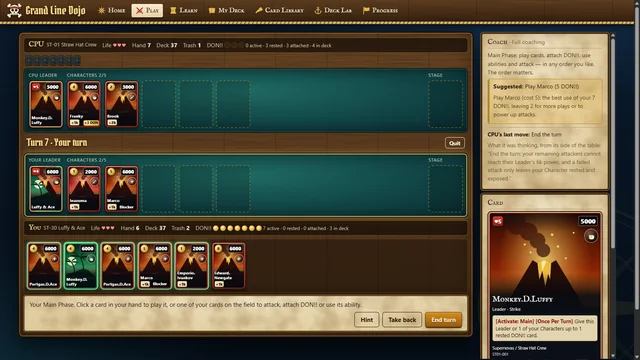 Grand Line Dojo
Home
Play
Learn
My Deck
Card Library
Deck Lab
Progress
CPU ST-01 Straw Hat Crew Life Hand 7 Deck 37 Trash 1 DON!! 0 active · 3 rested · 3 attached · 4 in deck
CPU LEADER CHARACTERS 2/5 STAGE
5000
Monkey.D.
Luffy
6000
Franky
Brook
Turn 7 · Your turn
Quit
YOUR LEADER CHARACTERS 2/5 STAGE
6000
Luffy & Ace
2000
Inazuma
5000
Marco
Blocker
YOU ST-30 Luffy & Ace Life Hand 6 Deck 37 Trash 2 DON!! 7 active · 0 rested · 0 attached · 3 in deck
6000
Portgas.D.Ace
6000
Monkey.D.
Luffy
6000
Portgas.D.Ace
Marco
Blocker
Emporio.
Ivankov
6000
Edward.
Newgate
Your Main Phase. Click a card in your hand to play it, or one of your cards on the field to attack, attach DON!! or use its ability.
Hint
Take back
End turn
COACH · Full coaching
Main Phase: play cards, attach DON!!, use
abilities and attack — in any order you like.
The order matters.
Suggested: Play Marco (5 DON!!)
Play Marco (cost 5): the best use of your 7
DON!!, leaving 2 for more plays or to
power up attacks.
CPU's last move: End the turn
What it was thinking, from its side of the table:
"End the turn: your remaining attackers cannot
reach their Leader's power, and a failed
attack only leaves your Character rested and
exposed."
CARD
5
5000
MONKEY.D.LUFFY
Leader · Strike
[Activate: Main] [Once Per Turn] Give this
Leader or 1 of your Characters up to 1
rested DON!! card.
Supernovas / Straw Hat Crew
ST01-001